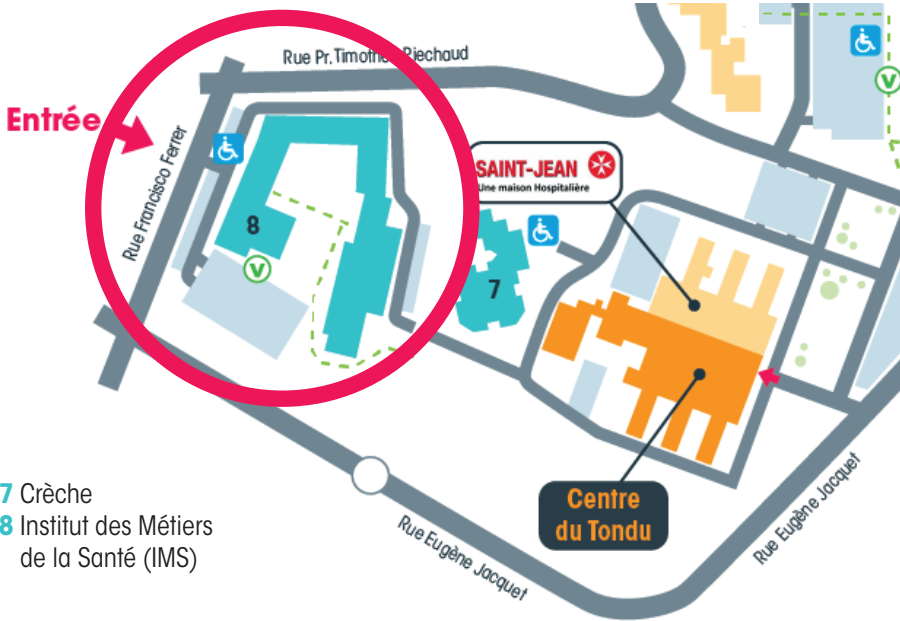 Rue Pr. Timothée Piechaud
Entrée
Rue Francisco Ferrer
SAINT-JEAN
Une maison Hospitalière
8
V
V
7
7 Crèche
8 Institut des Métiers
de la Santé (IMS)
Centre
du Tondu
Rue Eugène Jacquet
Rue Eugène Jacquet